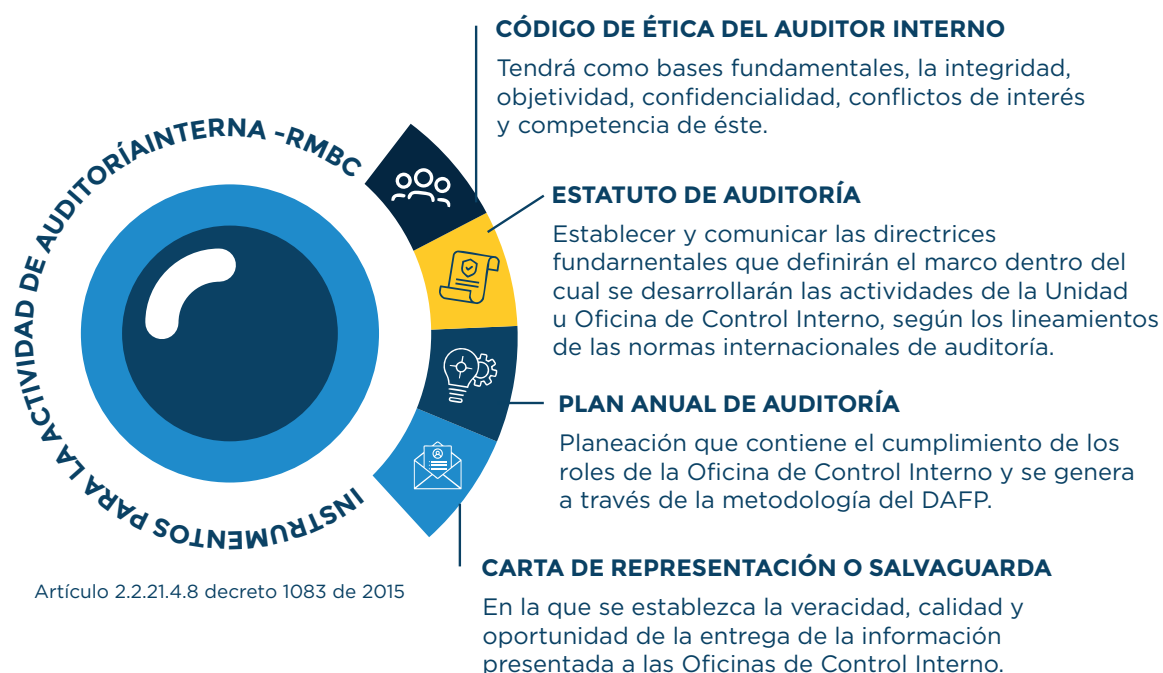 INSTRUMENTOS PARA LA ACTIVIDAD DE AUDITORÍAINTERNA -RMBC
CÓDIGO DE ÉTICA DEL AUDITOR INTERNO
Tendrá como bases fundamentales, la integridad,
objetividad, confidencialidad, conflictos de interés
y competencia de éste.
ESTATUTO DE AUDITORÍA
Establecer y comunicar las directrices
fundarnentales que definirán el marco dentro del
cual se desarrollarán las actividades de la Unidad
u Oficina de Control Interno, según los lineamientos
de las normas internacionales de auditoría.
PLAN ANUAL DE AUDITORÍA
Planeación que contiene el cumplimiento de los
roles de la Oficina de Control Interno y se genera
a través de la metodología del DAFP.
CARTA DE REPRESENTACIÓN O SALVAGUARDA
En la que se establezca la veracidad, calidad y
oportunidad de la entrega de la información
presentada a las Oficinas de Control Interno.
Artículo 2.2.21.4.8 decreto 1083 de 2015